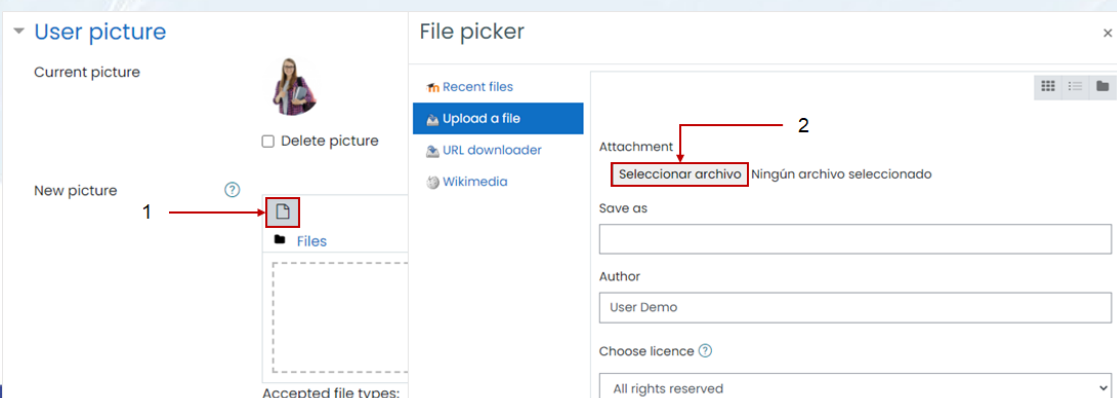 User picture
Current picture
Delete picture
New picture
1
Files
Accepted file types:
File picker
Recent files
Upload a file
URL downloader
Wikimedia
2
Attachment
Seleccionar archivo Ningún archivo seleccionado
Save as
Author
User Demo
Choose licence
All rights reserved